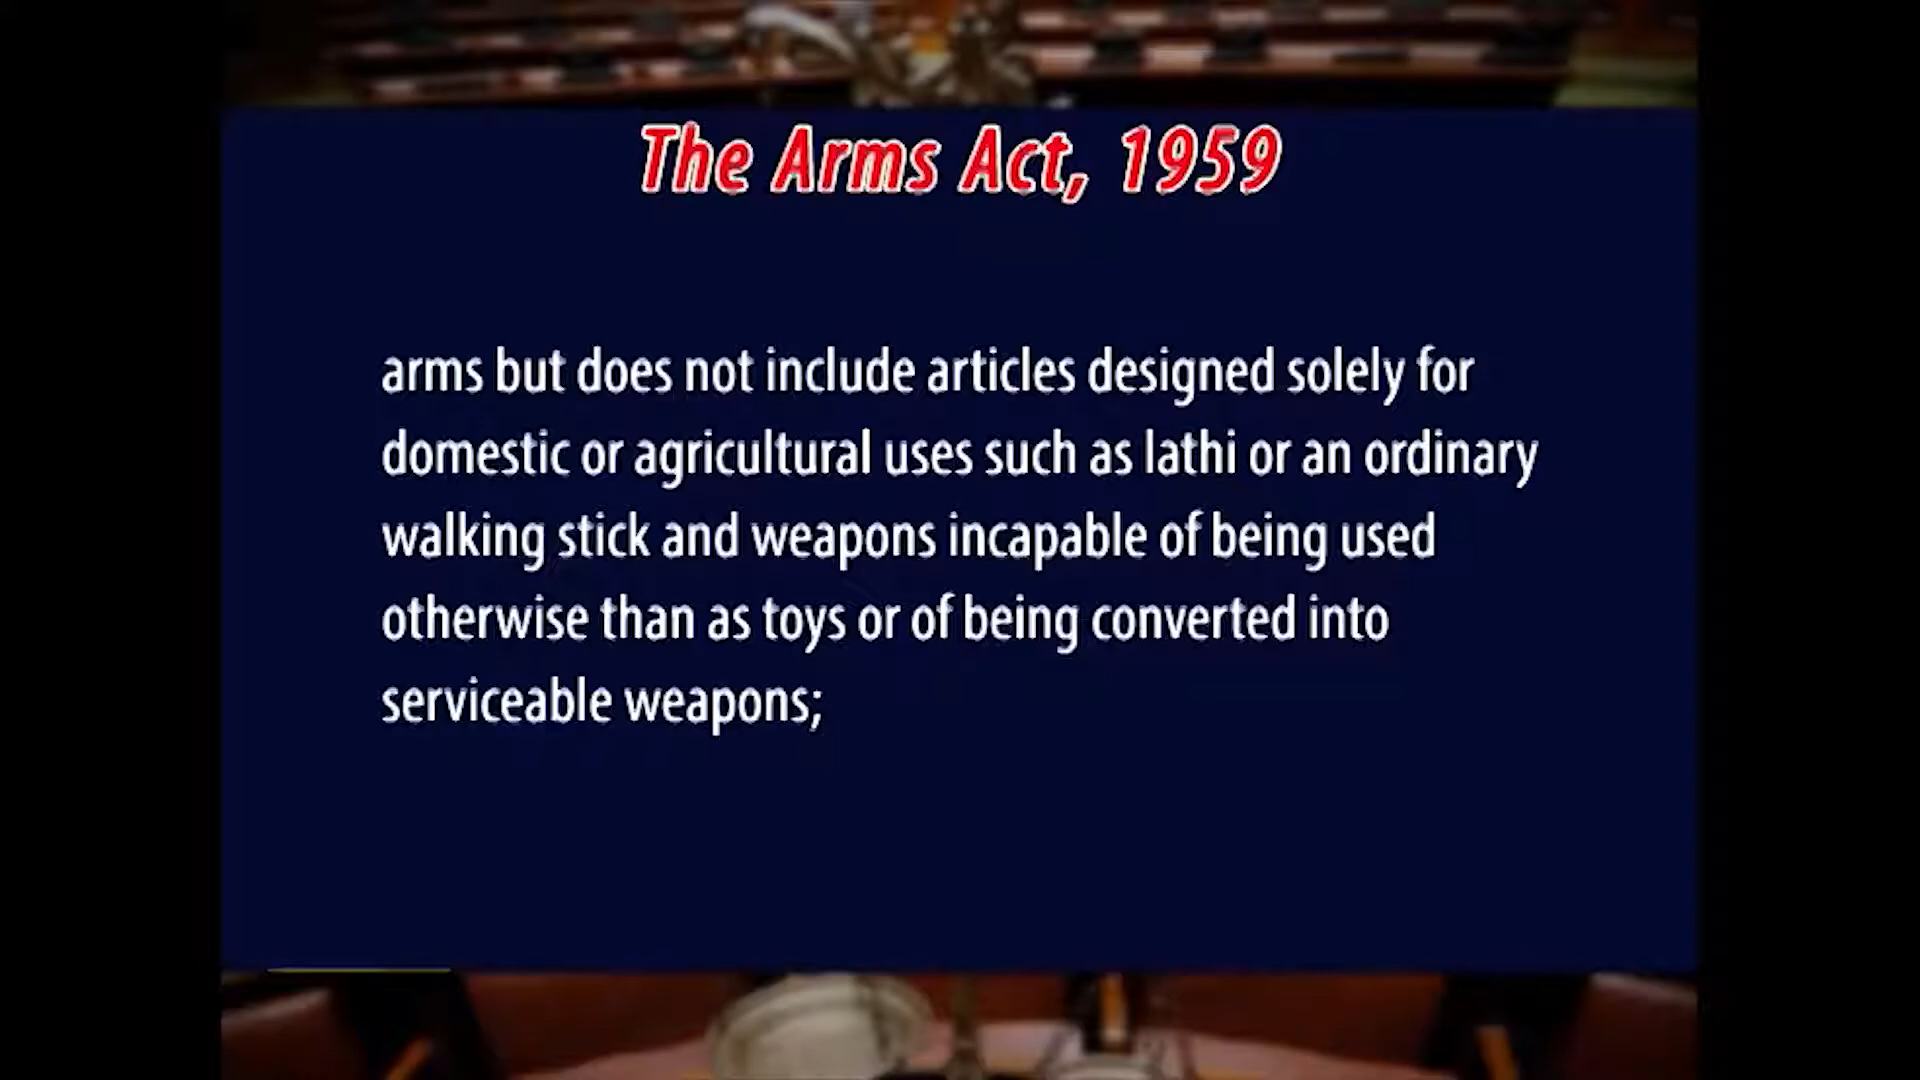 The Arms Act, 1959
arms but does not include articles designed solely for
domestic or agricultural uses such as lathi or an ordinary
walking stick and weapons incapable of being used
otherwise than as toys or of being converted into
serviceable weapons;